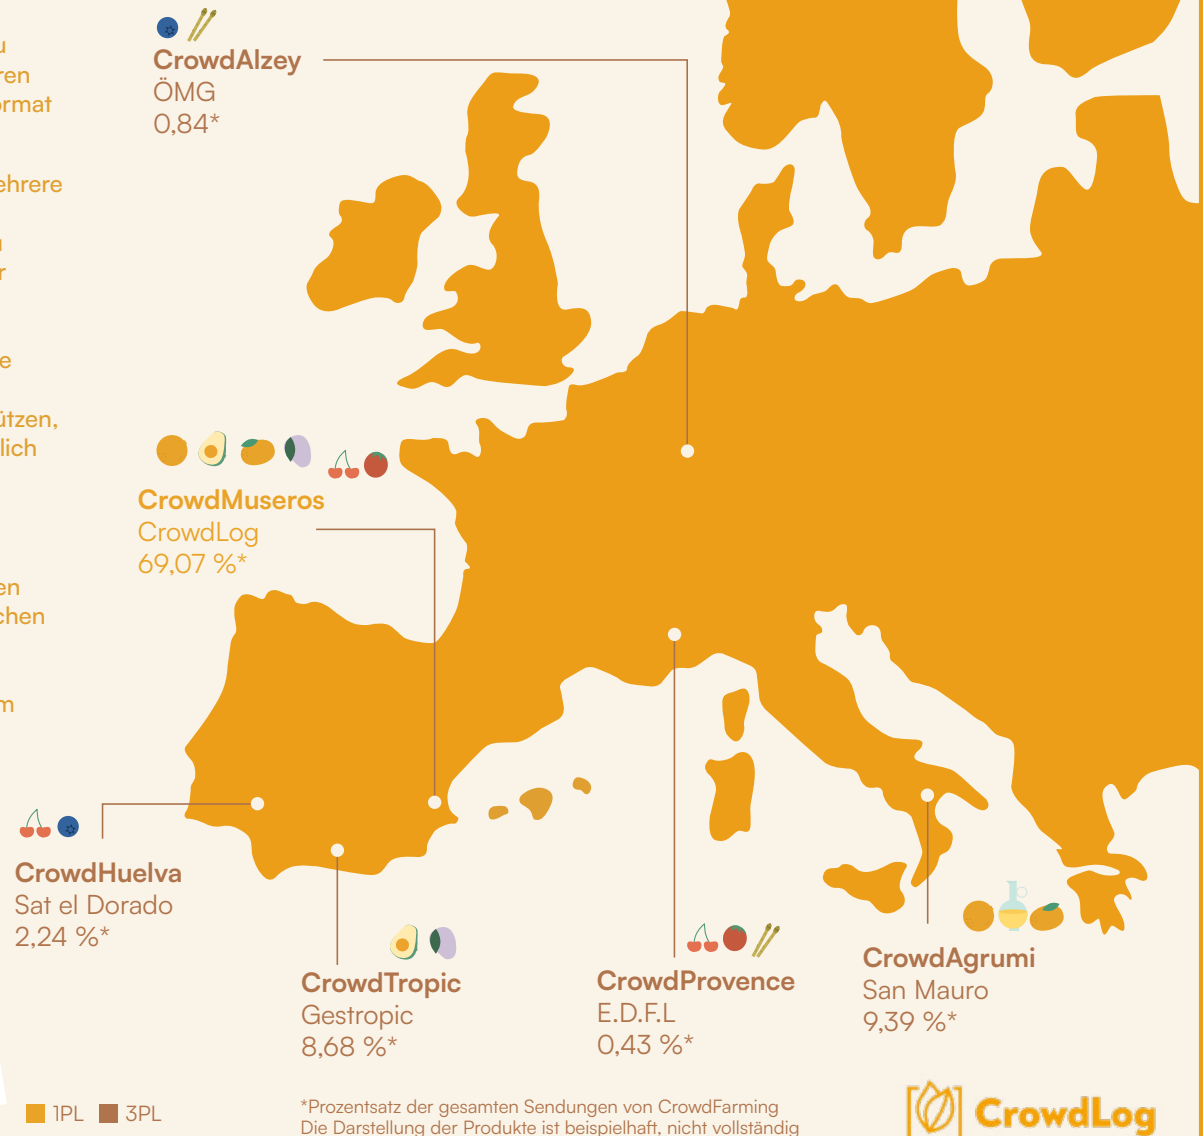 CrowdAlzey
ÖMG
0,84*
ehrere
lich
CrowdMuseros
CrowdLog
69,07 %*
CrowdHuelva
Sat el Dorado
2,24 %*
CrowdTropic
Gestropic
8,68 %*
CrowdProvence
E.D.F.L
0,43 %*
CrowdAgrumi
San Mauro
9,39 %*
1PL 3PL
*Prozentsatz der gesamten Sendungen von CrowdFarming
Die Darstellung der Produkte ist beispielhaft, nicht vollständig
CrowdLog